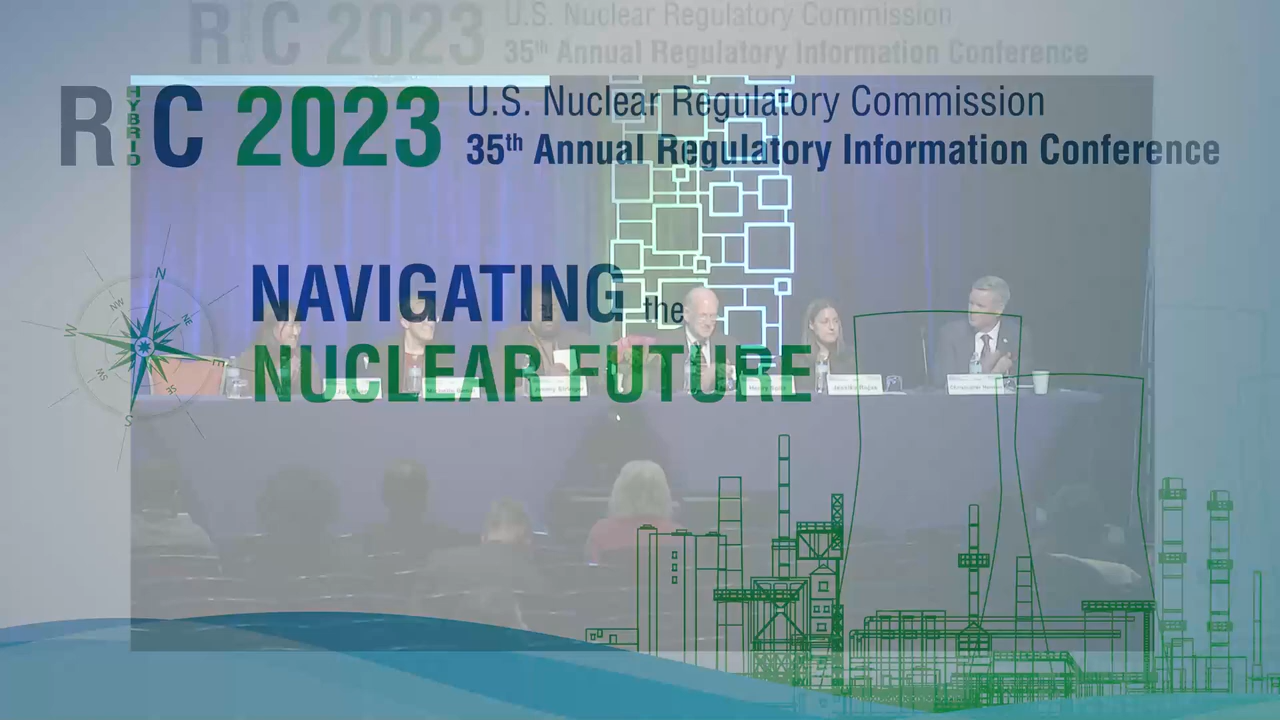 RIC 2023
U.S. Nuclear Regulatory Commission
35th Annual Regulatory Information Conference
RIC 2023
HYBRID
U.S. Nuclear Regulatory Commission
35th Annual Regulatory Information Conference
NAVIGATING the
NUCLEAR FUTURE
N
NE
E
SE
S
SW
W
NW